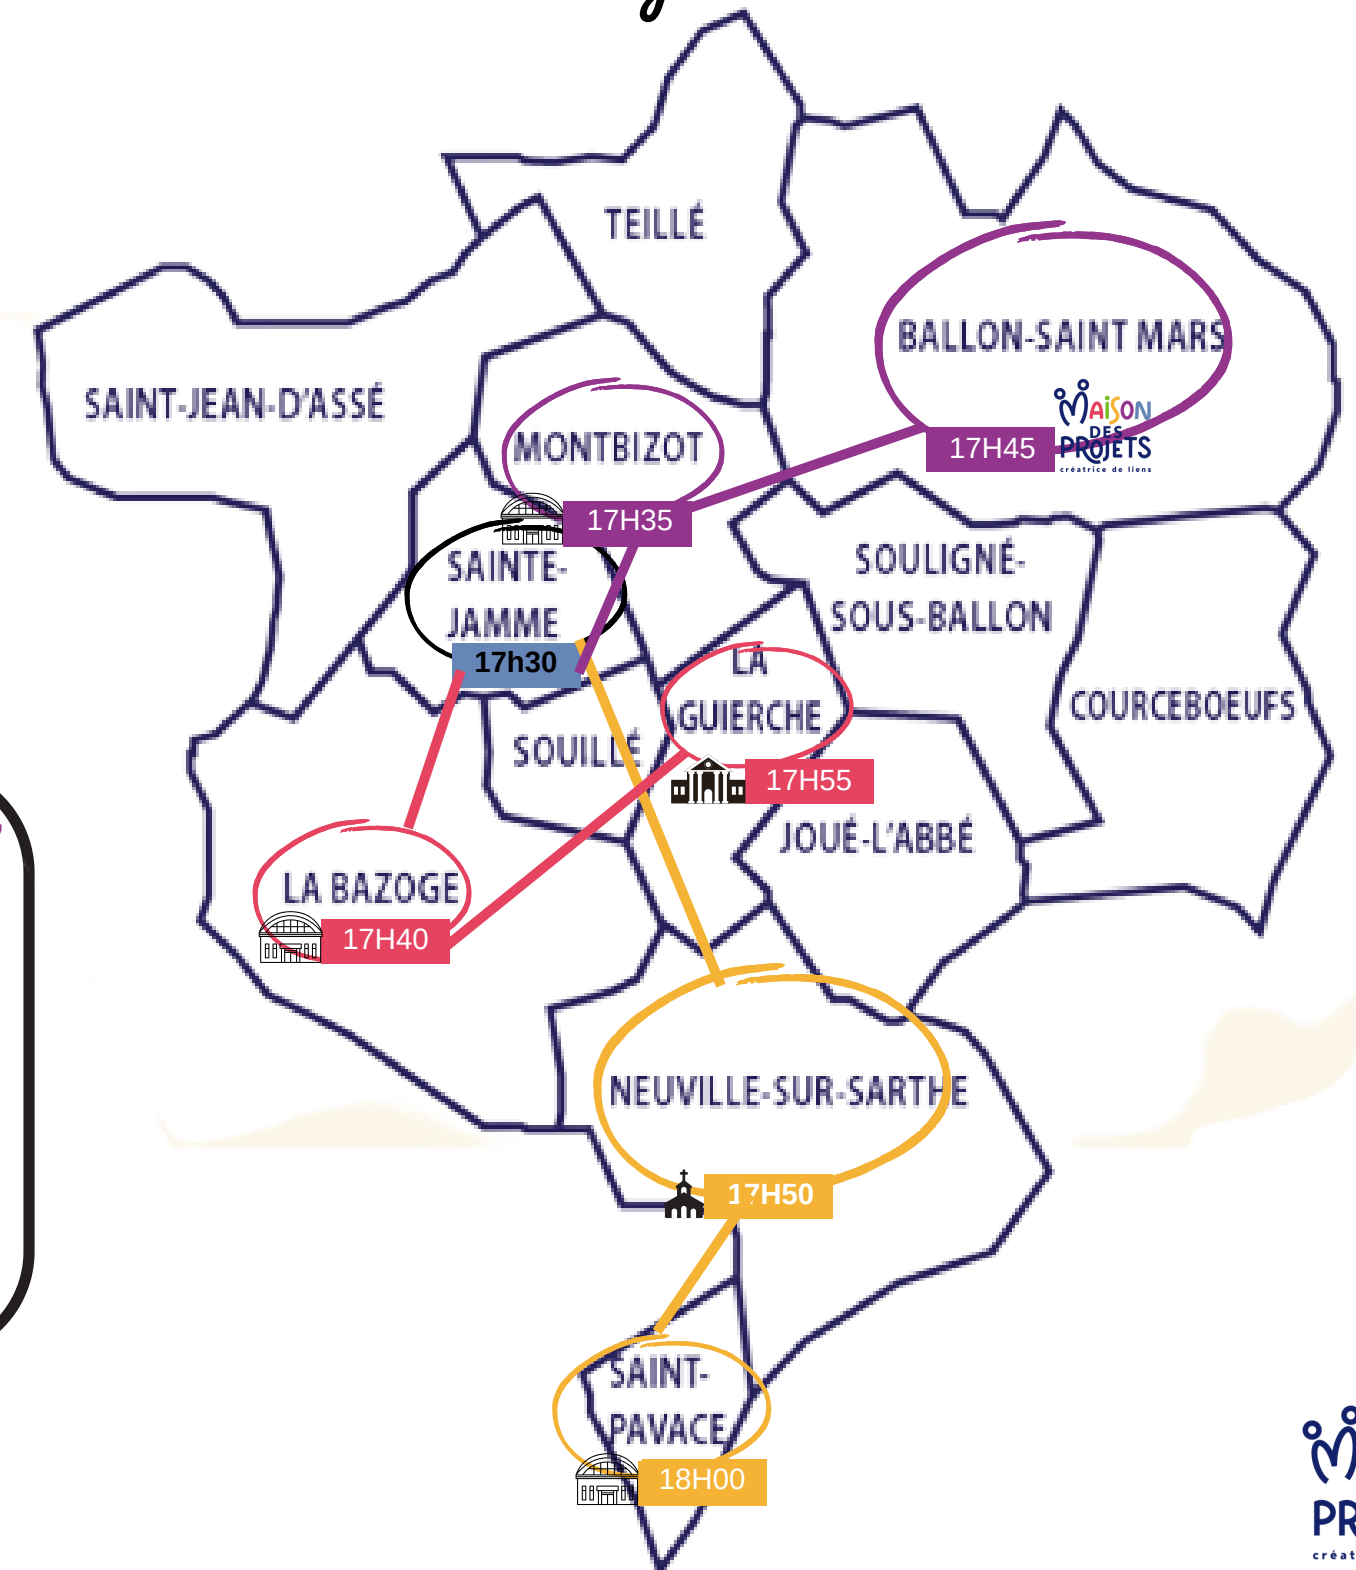 TEILLÉ
BALLON-SAINT MARS
SAINT-JEAN-D'ASSÉ
MAISON
DES
PROJETS
créatrice de liens
MONTBIZOT
17H45
17H35
SAINTE-
JAMME
17h30
SOULIGNÉ-
SOUS-BALLON
LA
GUIERCHE
COURCEBOEUFS
SOUILLÉ
17H55
JOUÉ-L'ABBÉ
LA BAZOGE
17H40
NEUVILLE-SUR-SARTHE
17H50
SAINT-
PAVACE
18H00
PR
créat